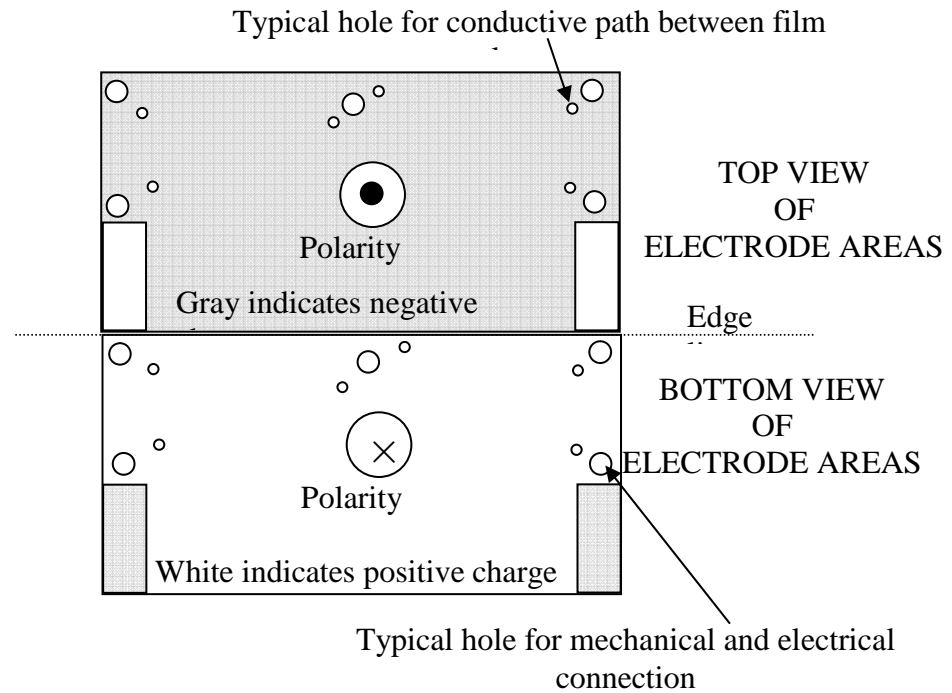 Typical hole for conductive path between film
TOP VIEW
OF
ELECTRODE AREAS
Polarity
Gray indicates negative
Edge
BOTTOM VIEW
OF
ELECTRODE AREAS
Polarity
White indicates positive charge
Typical hole for mechanical and electrical
connection